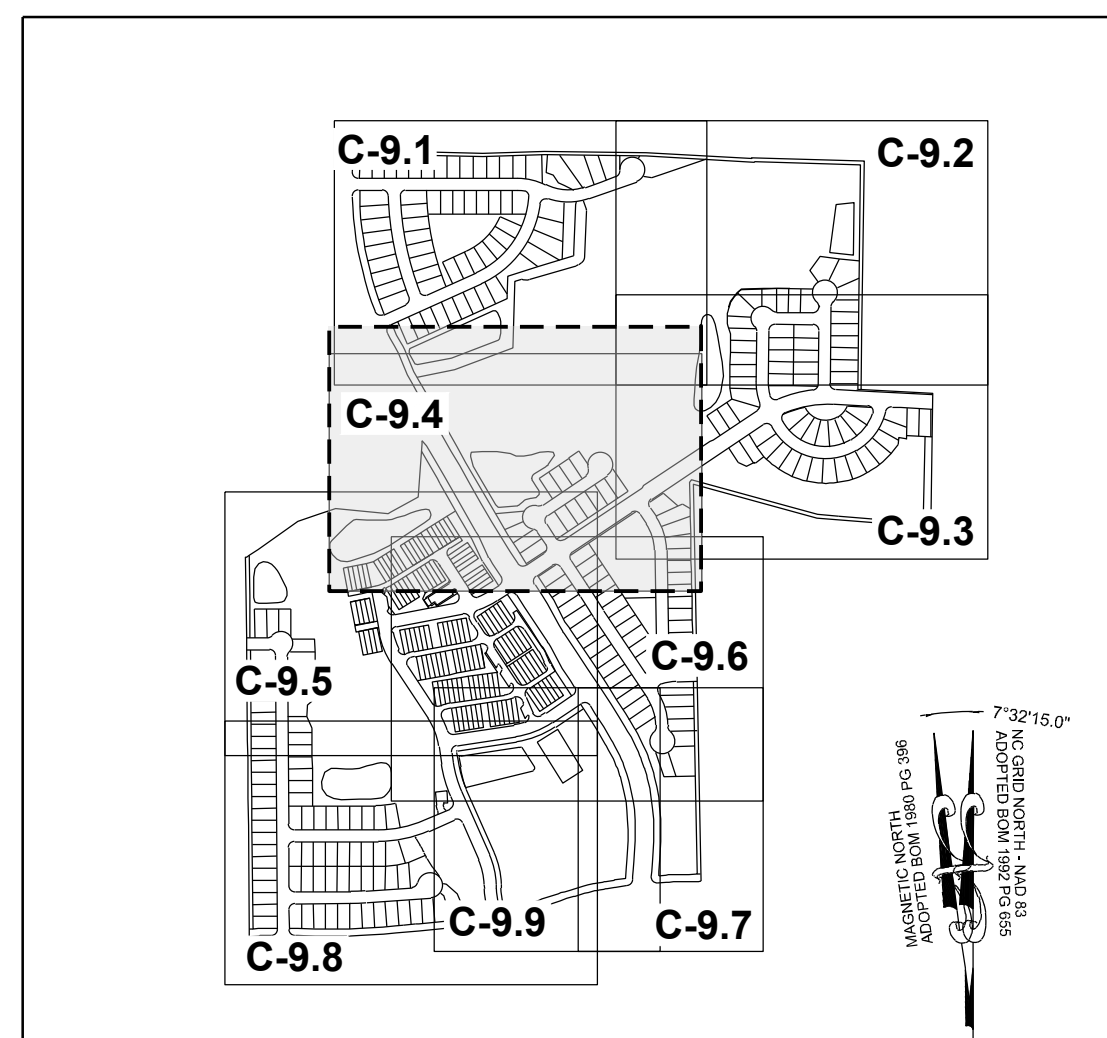 C-9.1
C-9.2
C-9.4
C-9.3
C-9.6
C-9.5
7°32'15.0"
MAGNETIC NORTH
ADOPTED BOM 1980 PG 396
NC GRID NORTH - NAD 83
ADOPTED BOM 1992 PG 655
C-9.9
C-9.7
C-9.8